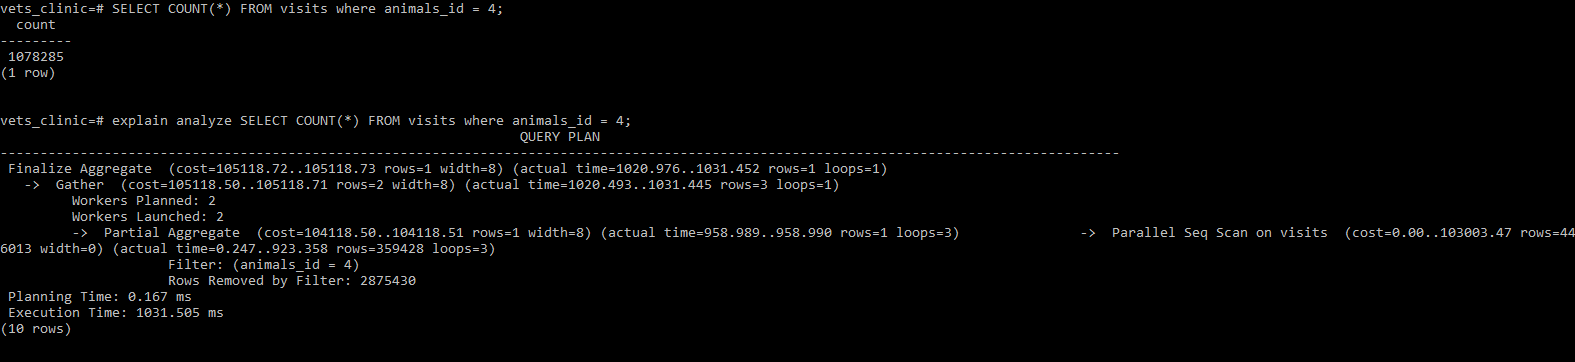 vets_clinic=# SELECT COUNT(*) FROM visits where animals_id = 4;
  count
---------
 1078285
(1 row)
vets_clinic=# explain analyze SELECT COUNT(*) FROM visits where animals_id = 4;
QUERY PLAN
--------------------------------------------------------------------------------------------------------------------------------------------
 Finalize Aggregate  (cost=105118.72..105118.73 rows=1 width=8) (actual time=1020.976..1031.452 rows=1 loops=1)
   ->  Gather  (cost=105118.50..105118.71 rows=2 width=8) (actual time=1020.493..1031.445 rows=3 loops=1)
         Workers Planned: 2
         Workers Launched: 2
         ->  Partial Aggregate  (cost=104118.50..104118.51 rows=1 width=8) (actual time=958.989..958.990 rows=1 loops=3)               ->  Parallel Seq Scan on visits  (cost=0.00..103003.47 rows=44
6013 width=0) (actual time=0.247..923.358 rows=359428 loops=3)
                     Filter: (animals_id = 4)
                     Rows Removed by Filter: 2875430
 Planning Time: 0.167 ms
 Execution Time: 1031.505 ms
(10 rows)